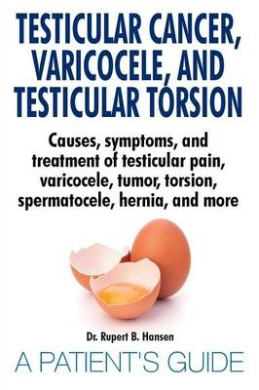 TESTICULAR CANCER,
VARICOCELE, AND
TESTICULAR TORSION
Causes, symptoms, and
treatment of testicular pain,
varicocele, tumor, torsion,
spermatocele, hernia, and more
Dr. Rupert B. Hansen
A PATIENT'S GUIDE